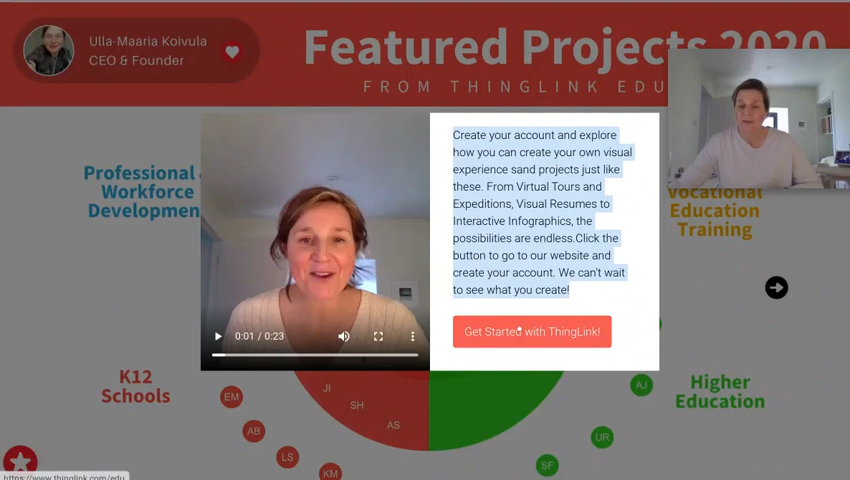 Ulla-Maaria Koivula
CEO & Founder
Featured Projects 2020
FROM THINGLINK EDU
Professional
Workforce
Developmen
Vocational
Education
Training
Create your account and explore
how you can create your own visual
experience sand projects just like
these. From Virtual Tours and
Expeditions, Visual Resumes to
Interactive Infographics, the
possibilities are endless.Click the
button to go to our website and
create your account. We can't wait
to see what you create!
Get Started with ThingLink!
0:01 / 0:23
K12
Schools
Higher
Education
JI
SH
AS
EM
AB
LS
KM
AJ
UR
SF
https://www.thinglink.com/edu